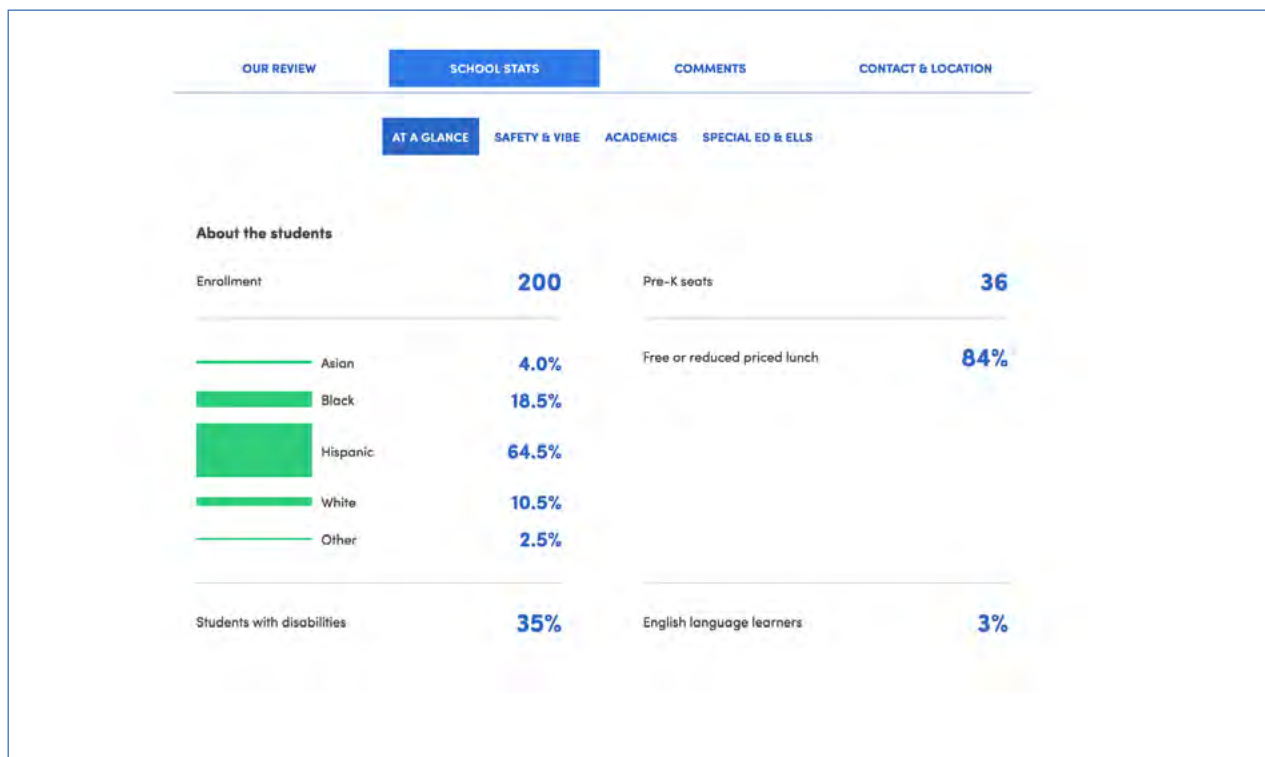 OUR REVIEW SCHOOL STATS COMMENTS CONTACT & LOCATION
AT A GLANCE SAFETY & VIBE ACADEMICS SPECIAL ED & ELLS
About the students
Enrollment 200
Pre-K seats 36
Asian 4.0%
Black 18.5%
Hispanic 64.5%
White 10.5%
Other 2.5%
Free or reduced priced lunch 84%
Students with disabilities 35%
English language learners 3%